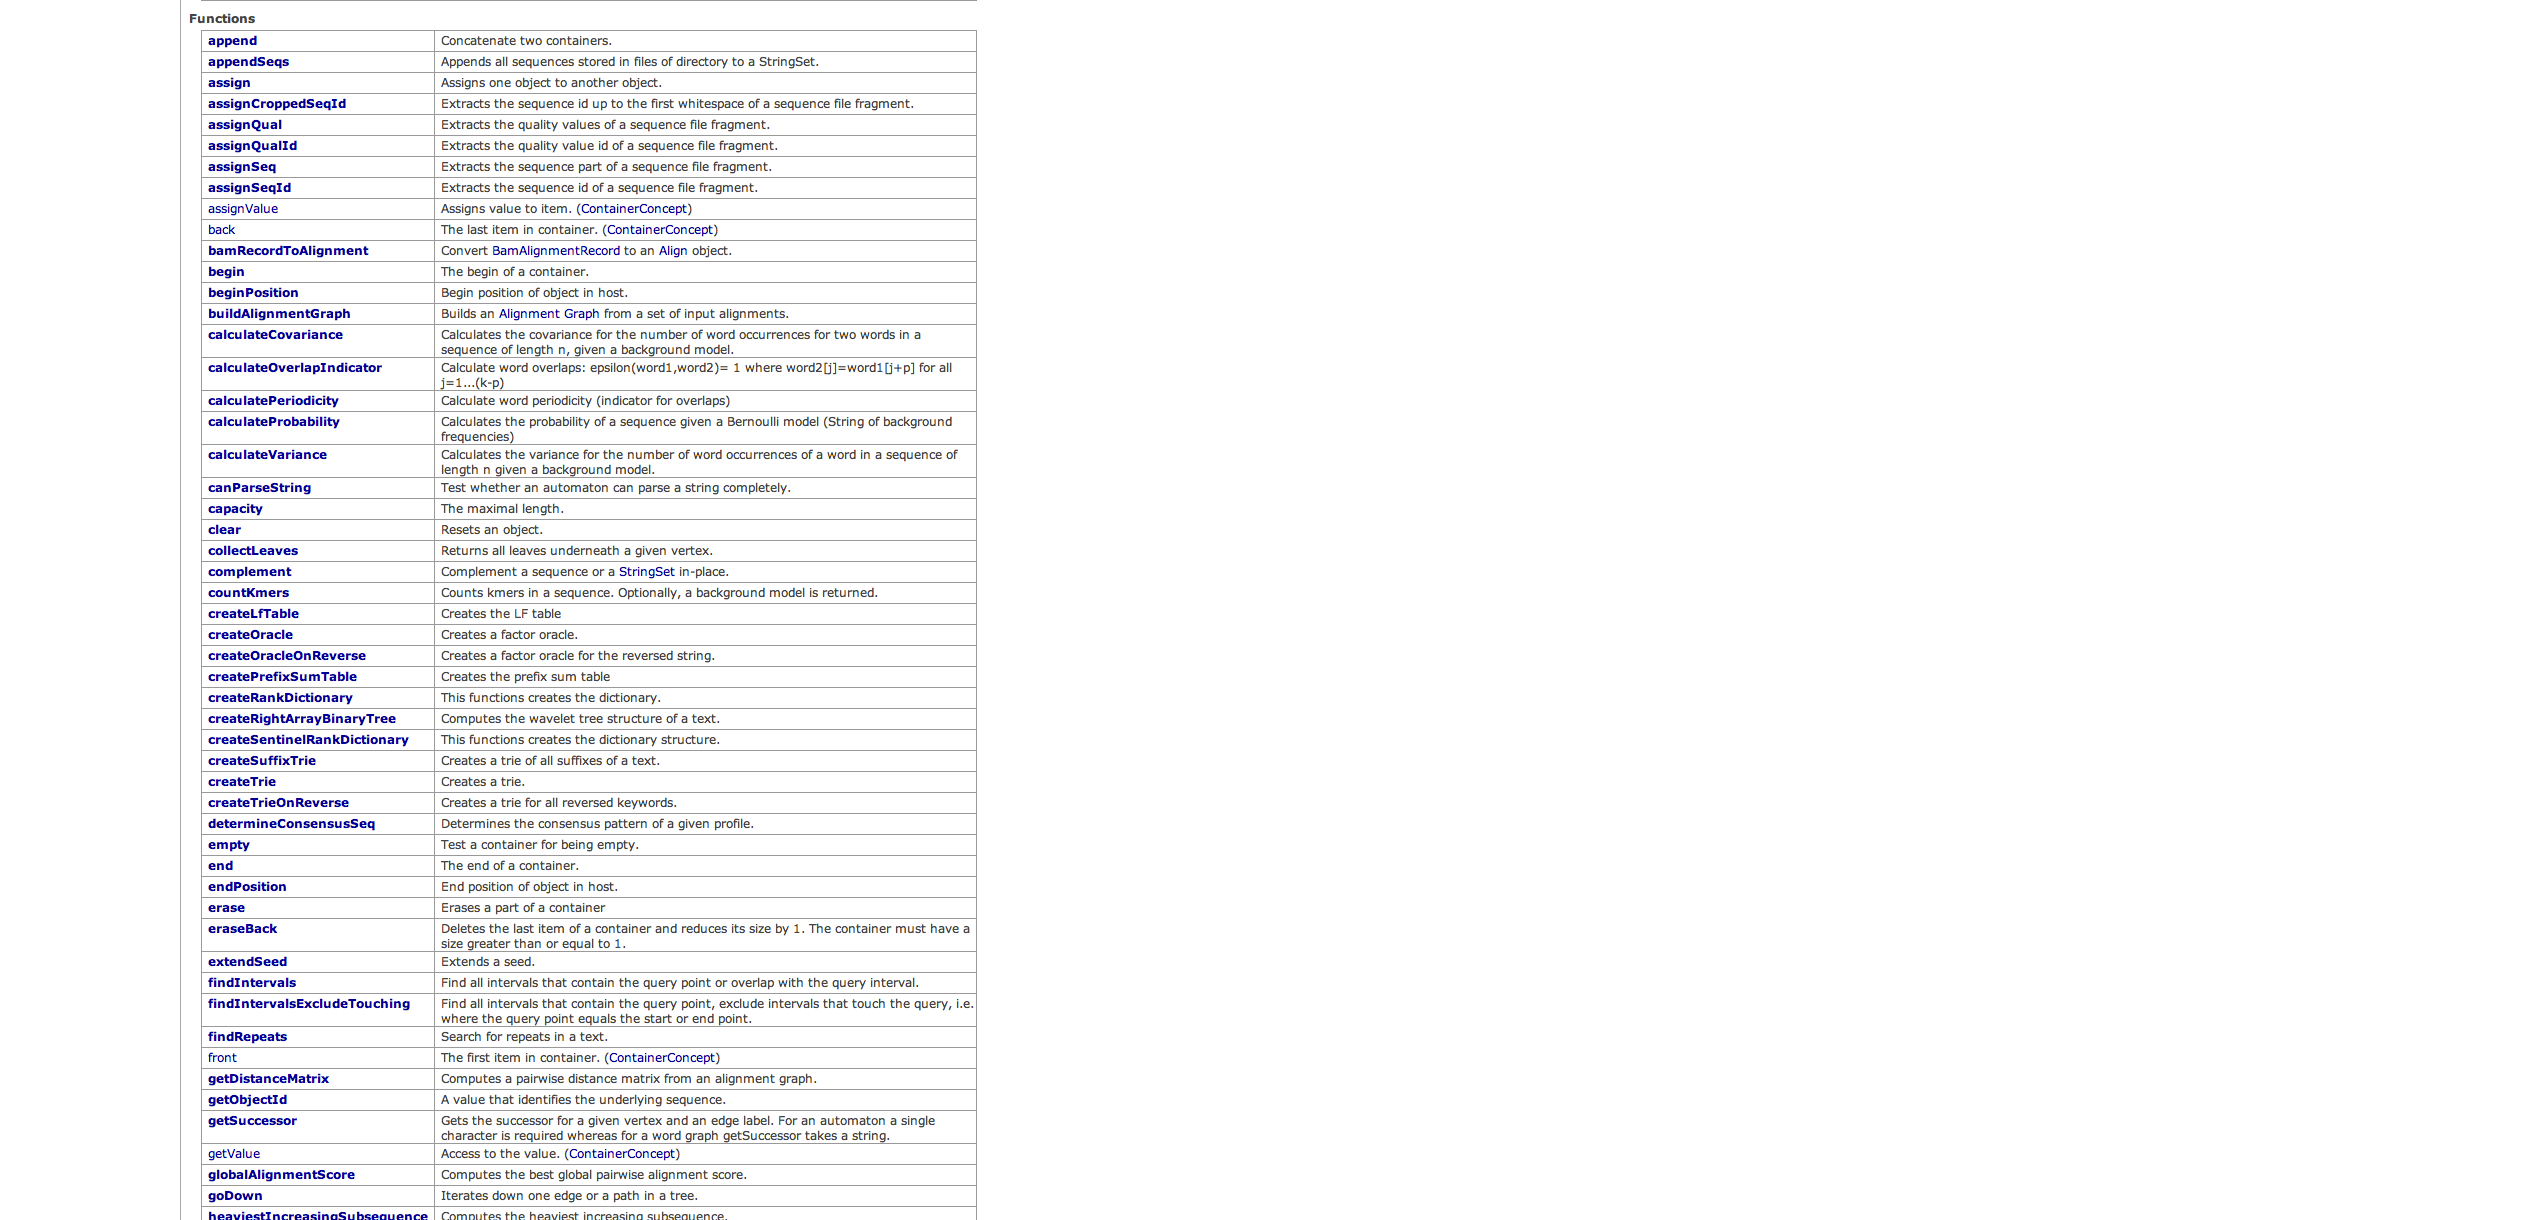 Functions
append Concatenate two containers.
appendSeqs Appends all sequences stored in files of directory to a StringSet.
assign Assigns one object to another object.
assignCroppedSeqId Extracts the sequence id up to the first whitespace of a sequence file fragment.
assignQual Extracts the quality values of a sequence file fragment.
assignQualId Extracts the quality value id of a sequence file fragment.
assignSeq Extracts the sequence part of a sequence file fragment.
assignSeqId Extracts the sequence id of a sequence file fragment.
assignValue Assigns value to item. (ContainerConcept)
back The last item in container. (ContainerConcept)
bamRecordToAlignment Convert BamAlignmentRecord to an Align object.
begin The begin of a container.
beginPosition Begin position of object in host.
buildAlignmentGraph Builds an Alignment Graph from a set of input alignments.
calculateCovariance Calculates the covariance for the number of word occurrences for two words in a
sequence of length n, given a background model.
calculateOverlapIndicator Calculate word overlaps: epsilon(word1,word2)= 1 where word2[j]=word1[j+p] for all
j=1...(k-p)
calculatePeriodicity Calculate word periodicity (indicator for overlaps)
calculateProbability Calculates the probability of a sequence given a Bernoulli model (String of background
frequencies)
calculateVariance Calculates the variance for the number of word occurrences of a word in a sequence of
length n given a background model.
canParseString Test whether an automaton can parse a string completely.
capacity The maximal length.
clear Resets an object.
collectLeaves Returns all leaves underneath a given vertex.
complement Complement a sequence or a StringSet in-place.
countKmers Counts kmers in a sequence. Optionally, a background model is returned.
createLfTable Creates the LF table
createOracle Creates a factor oracle.
createOracleOnReverse Creates a factor oracle for the reversed string.
createPrefixSumTable Creates the prefix sum table
createRankDictionary This functions creates the dictionary.
createRightArrayBinaryTree Computes the wavelet tree structure of a text.
createSentinelRankDictionary This functions creates the dictionary structure.
createSuffixTrie Creates a trie of all suffixes of a text.
createTrie Creates a trie.
createTrieOnReverse Creates a trie for all reversed keywords.
determineConsensusSeq Determines the consensus pattern of a given profile.
empty Test a container for being empty.
end The end of a container.
endPosition End position of object in host.
erase Erases a part of a container
eraseBack Deletes the last item of a container and reduces its size by 1. The container must have a
size greater than or equal to 1.
extendSeed Extends a seed.
findIntervals Find all intervals that contain the query point or overlap with the query interval.
findIntervalsExcludeTouching Find all intervals that contain the query point, exclude intervals that touch the query, i.e.
where the query point equals the start or end point.
findRepeats Search for repeats in a text.
front The first item in container. (ContainerConcept)
getDistanceMatrix Computes a pairwise distance matrix from an alignment graph.
getObjectId A value that identifies the underlying sequence.
getSuccessor Gets the successor for a given vertex and an edge label. For an automaton a single
character is required whereas for a word graph getSuccessor takes a string.
getValue Access to the value. (ContainerConcept)
globalAlignmentScore Computes the best global pairwise alignment score.
goDown Iterates down one edge or a path in a tree.
heaviestIncreasingSubsequence Computes the heaviest increasing subsequence.